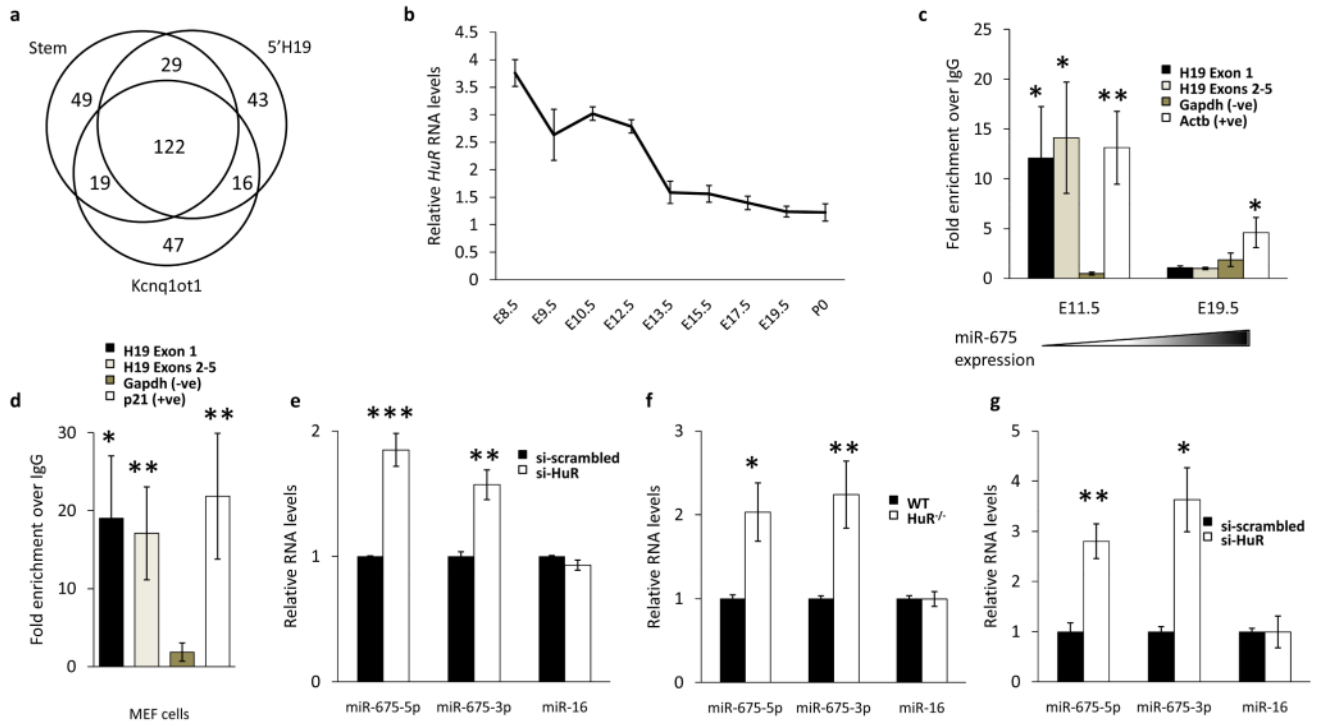 a
Stem
5'H19
29
49
43
122
19
16
47
Kcnq1ot1
b
Relative HuR RNA levels
4.5
4
3.5
3
2.5
2
1.5
1
0.5
0
E8.5
E9.5
E10.5
E12.5
E13.5
E15.5
E17.5
E19.5
P0
c
Fold enrichment over IgG
30
25
20
15
10
5
0
* * ** *
H19 Exon 1
H19 Exons 2-5
Gapdh (-ve)
Actb (+ve)
E11.5 E19.5
miR-675
expression
d
H19 Exon 1
H19 Exons 2-5
Gapdh (-ve)
p21 (+ve)
Fold enrichment over IgG
30
20
10
0
* ** **
MEF cells
e
Relative RNA levels
2
1
0
*** **
si-scrambled
si-HuR
miR-675-5p miR-675-3p miR-16
f
Relative RNA levels
3
2
1
0
* **
WT
HuR-/-
miR-675-5p miR-675-3p miR-16
g
Relative RNA levels
5
4
3
2
1
0
** *
si-scrambled
si-HuR
miR-675-5p miR-675-3p miR-16